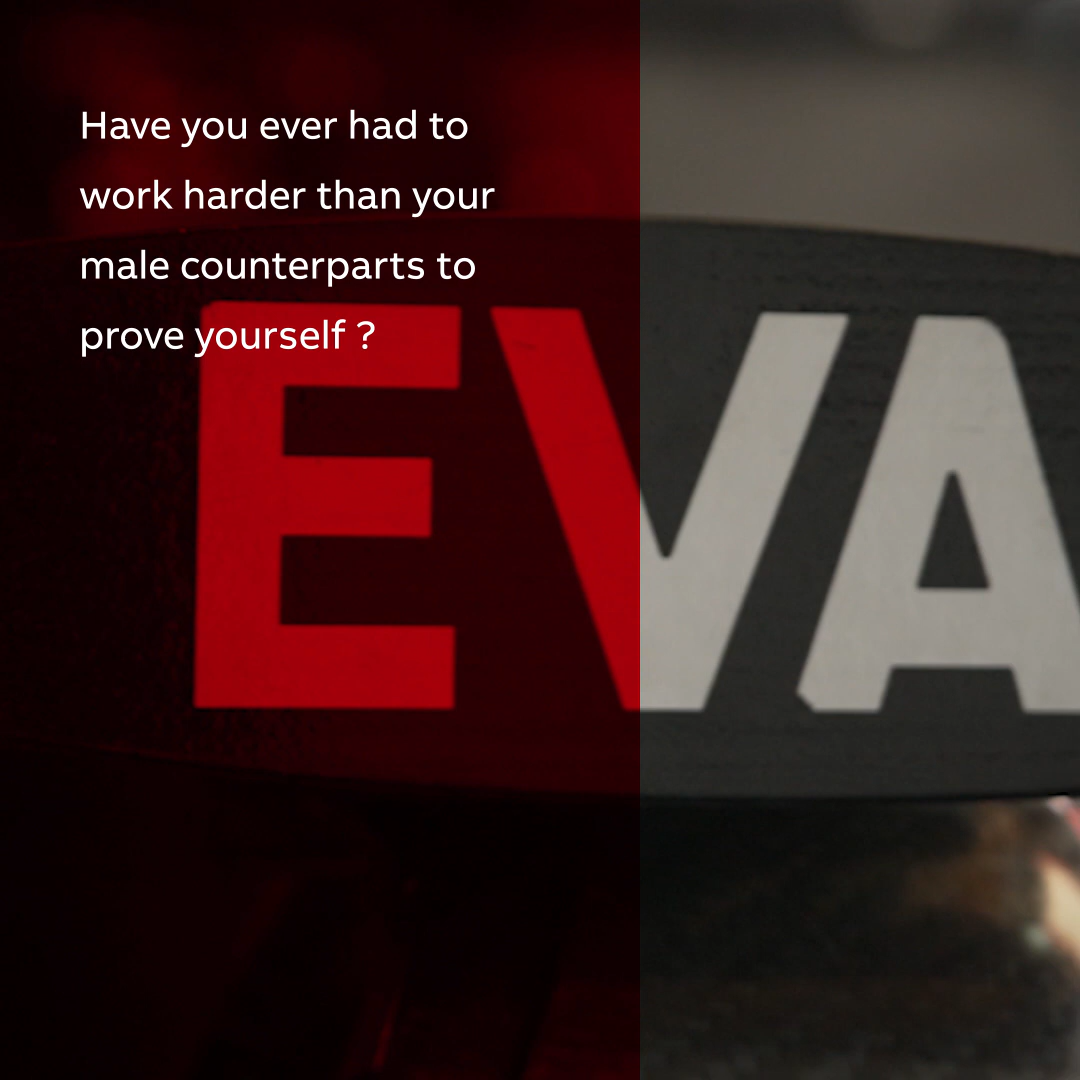 Have you ever had to
work harder than your
male counterparts to
prove yourself ?
EVA